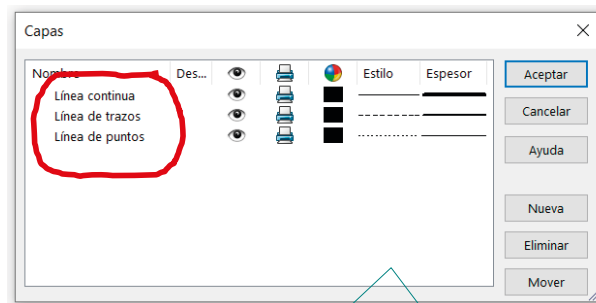 Capas
Nombre Des... Estilo Espesor
Línea continua
Línea de trazos
Línea de puntos
Aceptar
Cancelar
Ayuda
Nueva
Eliminar
Mover